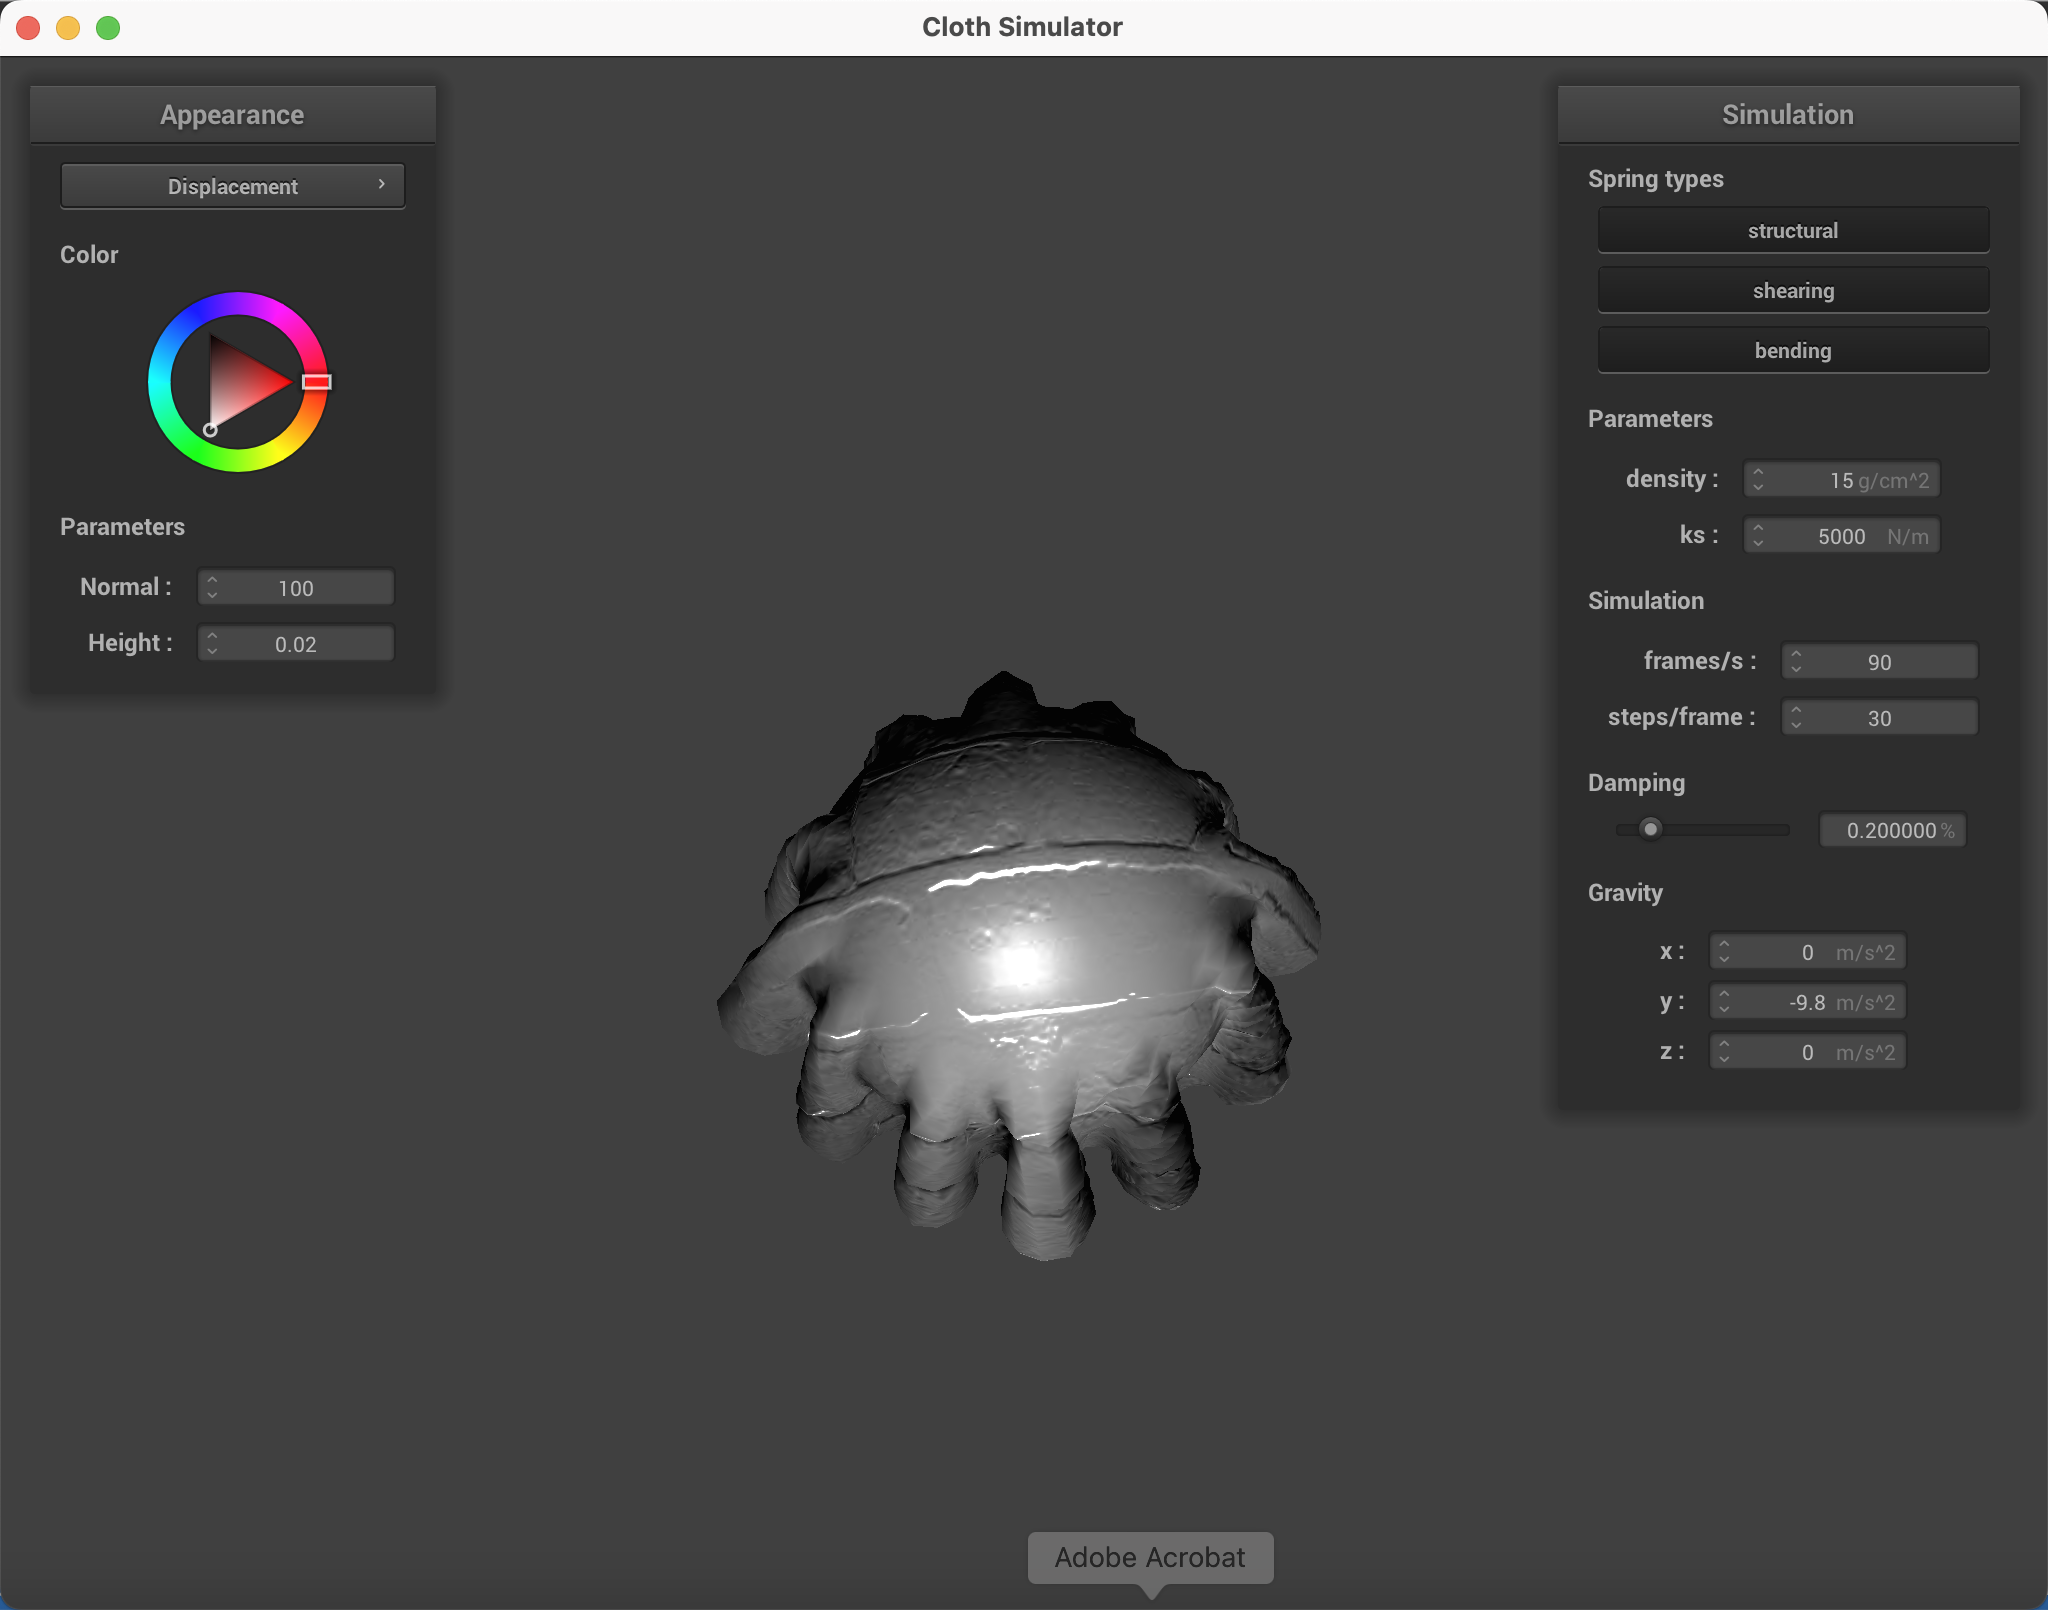 Cloth Simulator
Appearance
Displacement
Color
Parameters
Normal : 100
Height : 0.02
Simulation
Spring types
structural
shearing
bending
Parameters
density : 15 g/cm^2
ks : 5000 N/m
Simulation
frames/s : 90
steps/frame : 30
Damping
0.200000 %
Gravity
x : 0 m/s^2
y : -9.8 m/s^2
z : 0 m/s^2
Adobe Acrobat